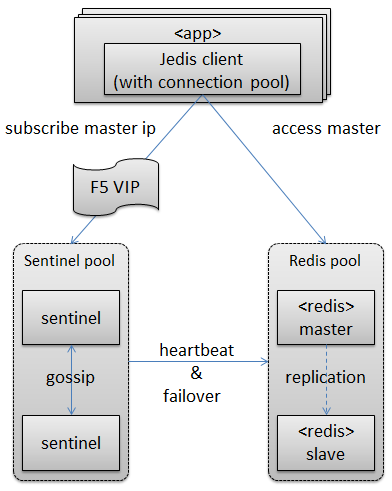 <app>
Jedis client
(with connection pool)
subscribe master ip
access master
F5 VIP
Sentinel pool
Redis pool
sentinel
<redis>
master
heartbeat
&
failover
gossip
replication
sentinel
<redis>
slave